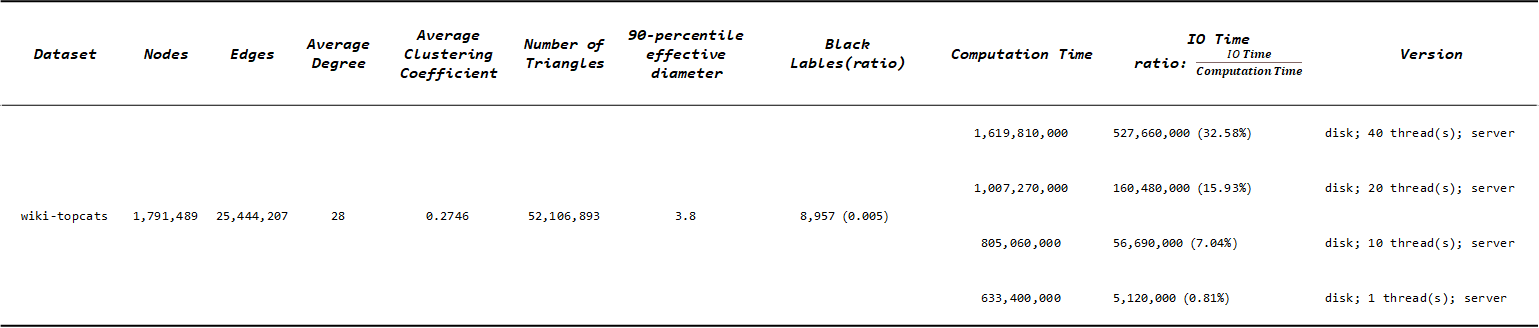 Dataset Nodes Edges Average Degree Average Clustering Coefficient Number of Triangles 90-percentile effective diameter Black Lables(ratio) Computation Time IO Time ratio: IO Time / Computation Time Version
1,619,810,000 527,660,000 (32.58%) disk; 40 thread(s); server
1,007,270,000 160,480,000 (15.93%) disk; 20 thread(s); server
wiki-topcats 1,791,489 25,444,207 28 0.2746 52,106,893 3.8 8,957 (0.005)
805,060,000 56,690,000 (7.04%) disk; 10 thread(s); server
633,400,000 5,120,000 (0.81%) disk; 1 thread(s); server